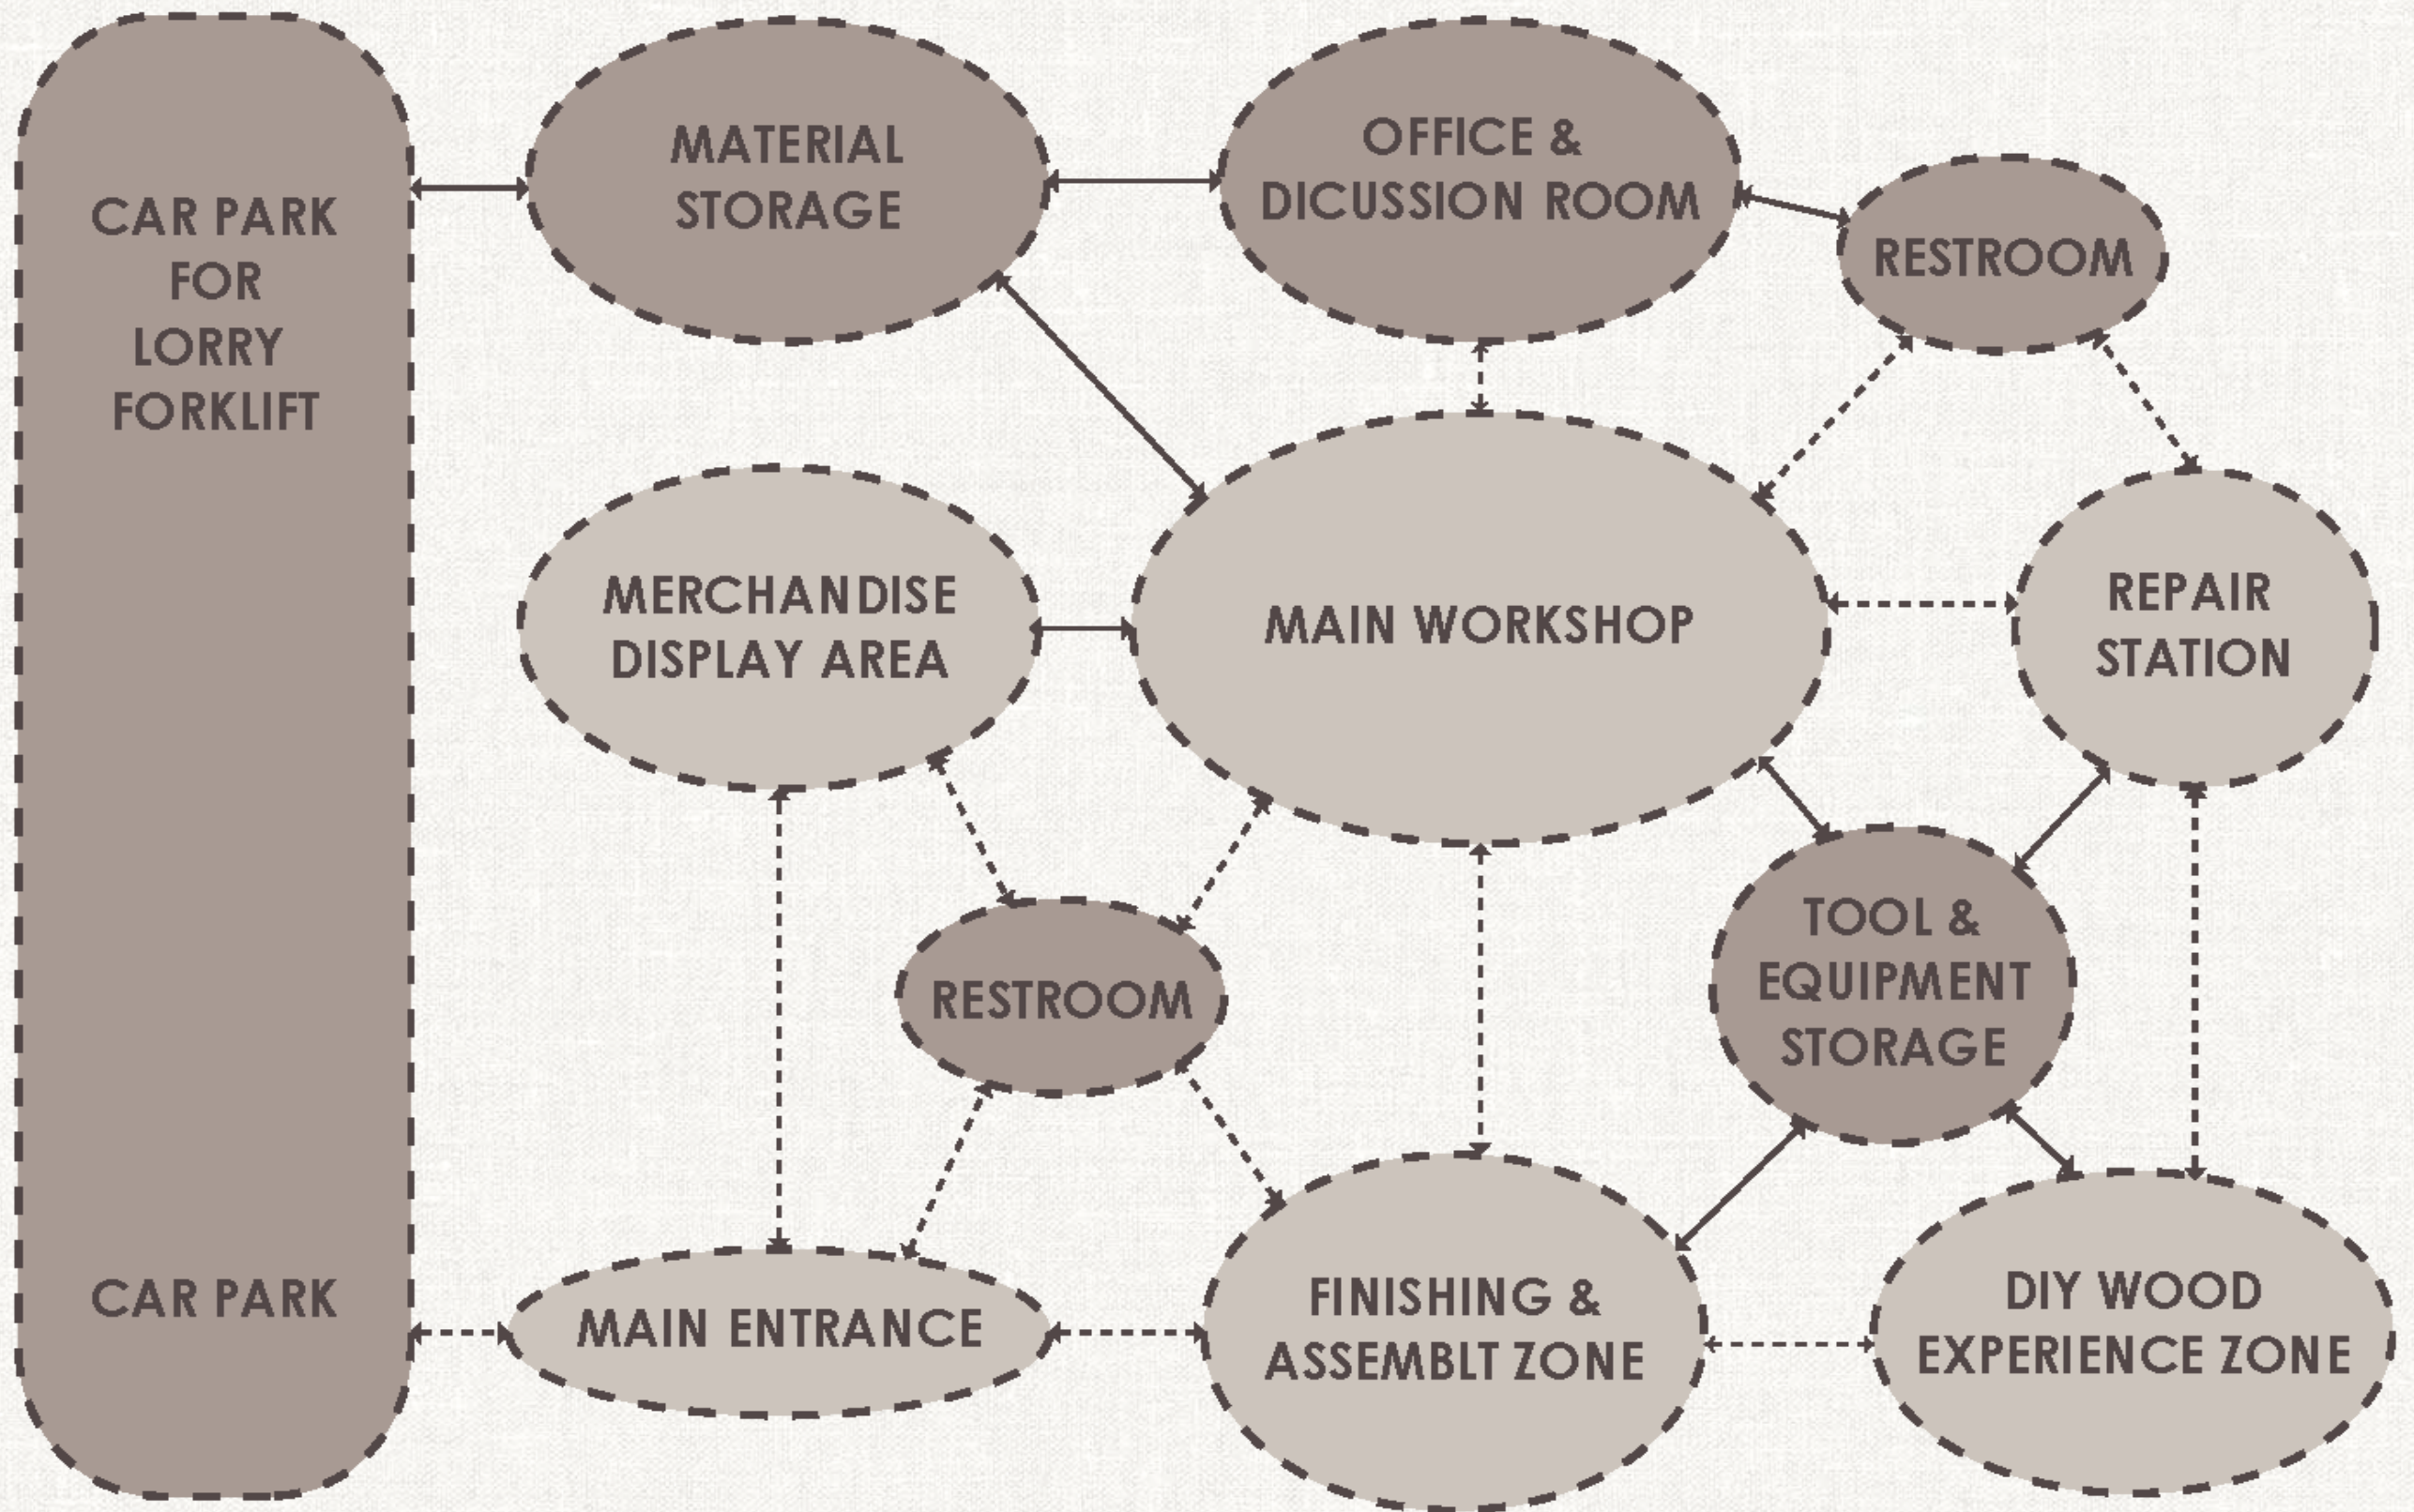 CAR PARK
FOR
LORRY
FORKLIFT
CAR PARK
MATERIAL
STORAGE
OFFICE &
DICUSSION ROOM
RESTROOM
MERCHANDISE
DISPLAY AREA
MAIN WORKSHOP
REPAIR
STATION
RESTROOM
TOOL &
EQUIPMENT
STORAGE
MAIN ENTRANCE
FINISHING &
ASSEMBLT ZONE
DIY WOOD
EXPERIENCE ZONE